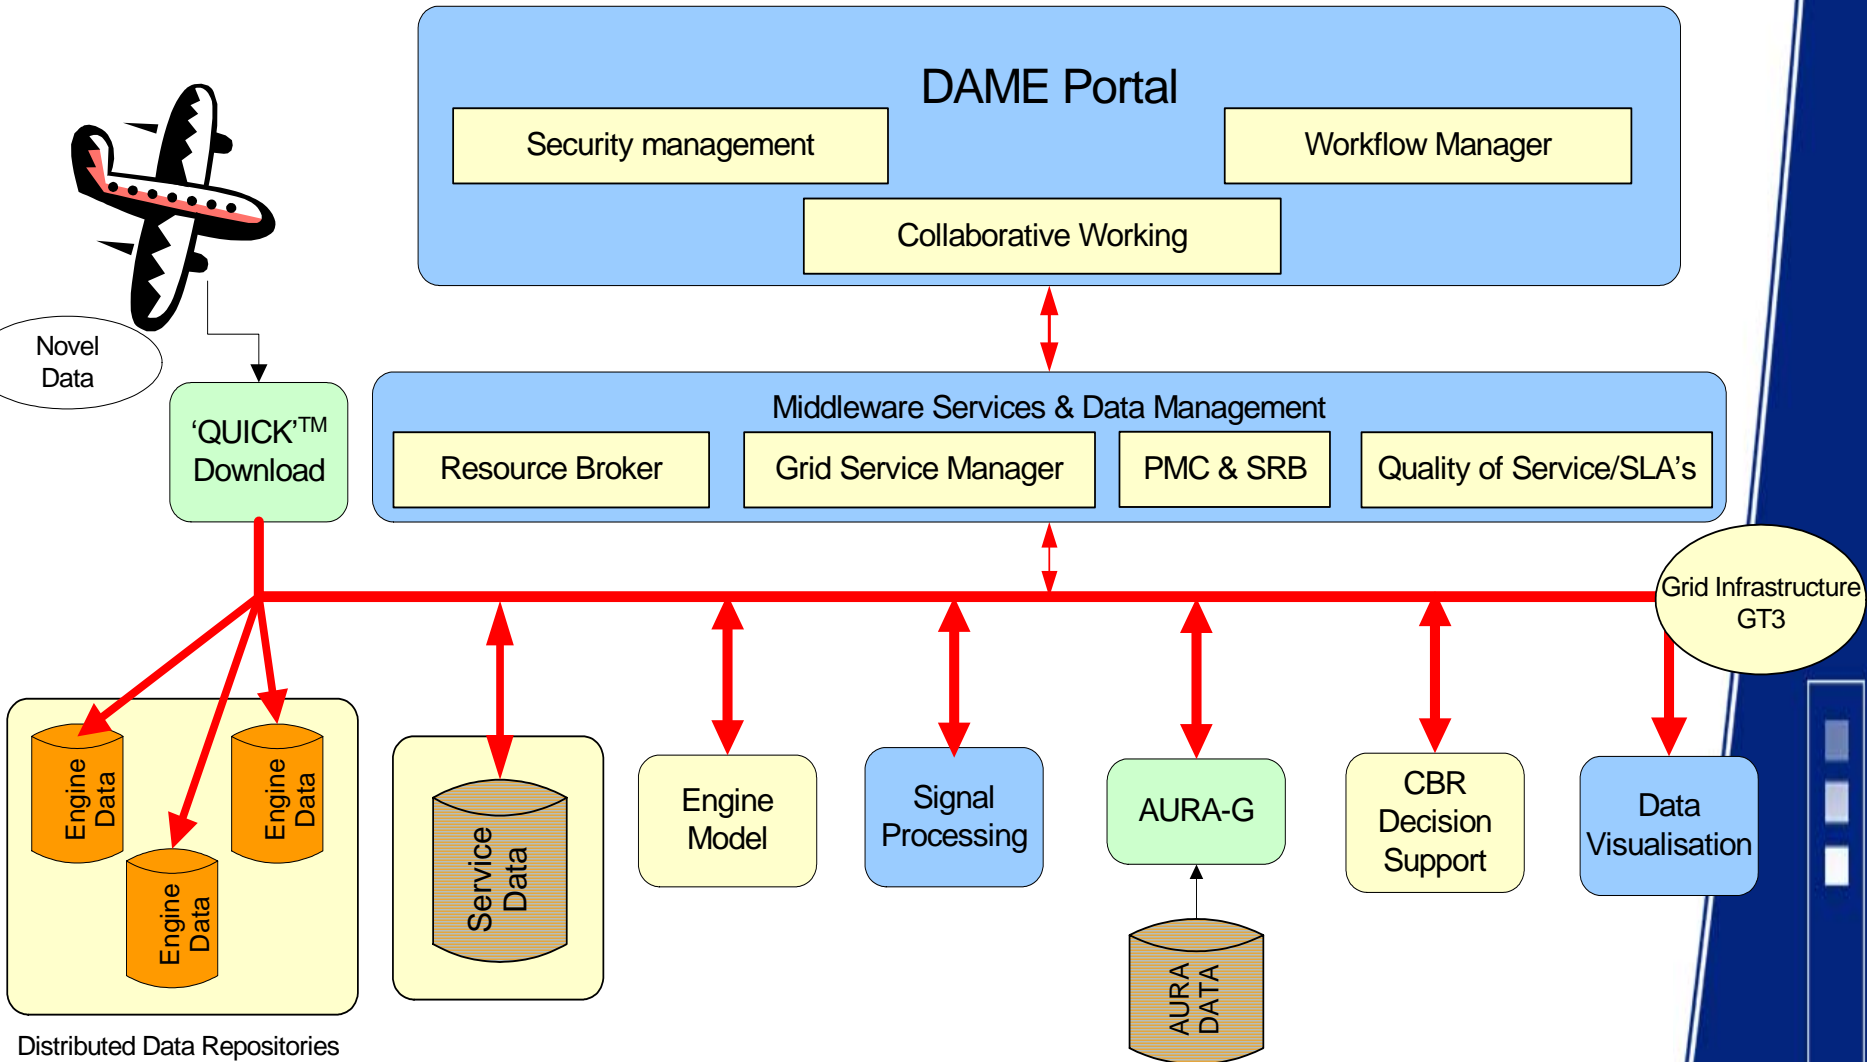 DAME Portal
Security management
Workflow Manager
Collaborative Working
Novel
Data
‘QUICK’TM
Download
Middleware Services & Data Management
Resource Broker
Grid Service Manager
PMC & SRB
Quality of Service/SLA’s
Grid Infrastructure
GT3
Engine
Data
Engine
Data
Engine
Data
Service
Data
Engine
Model
Signal
Processing
AURA-G
CBR
Decision
Support
Data
Visualisation
AURA
DATA
Distributed Data Repositories